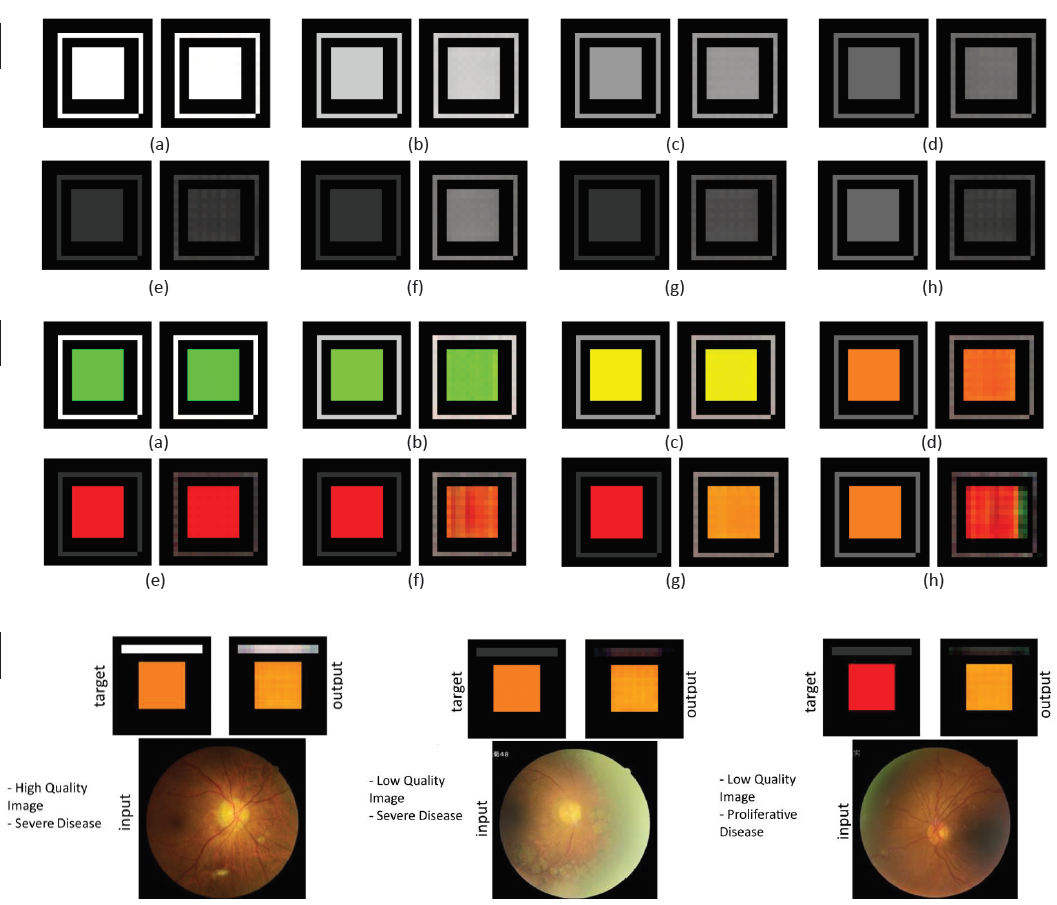 (a) (b) (c) (d)
(e) (f) (g) (h)
(a) (b) (c) (d)
(e) (f) (g) (h)
target
output
- High Quality
Image
- Severe Disease
input
target
output
- Low Quality
Image
- Severe Disease
input
target
output
- Low Quality
Image
- Proliferative
Disease
input